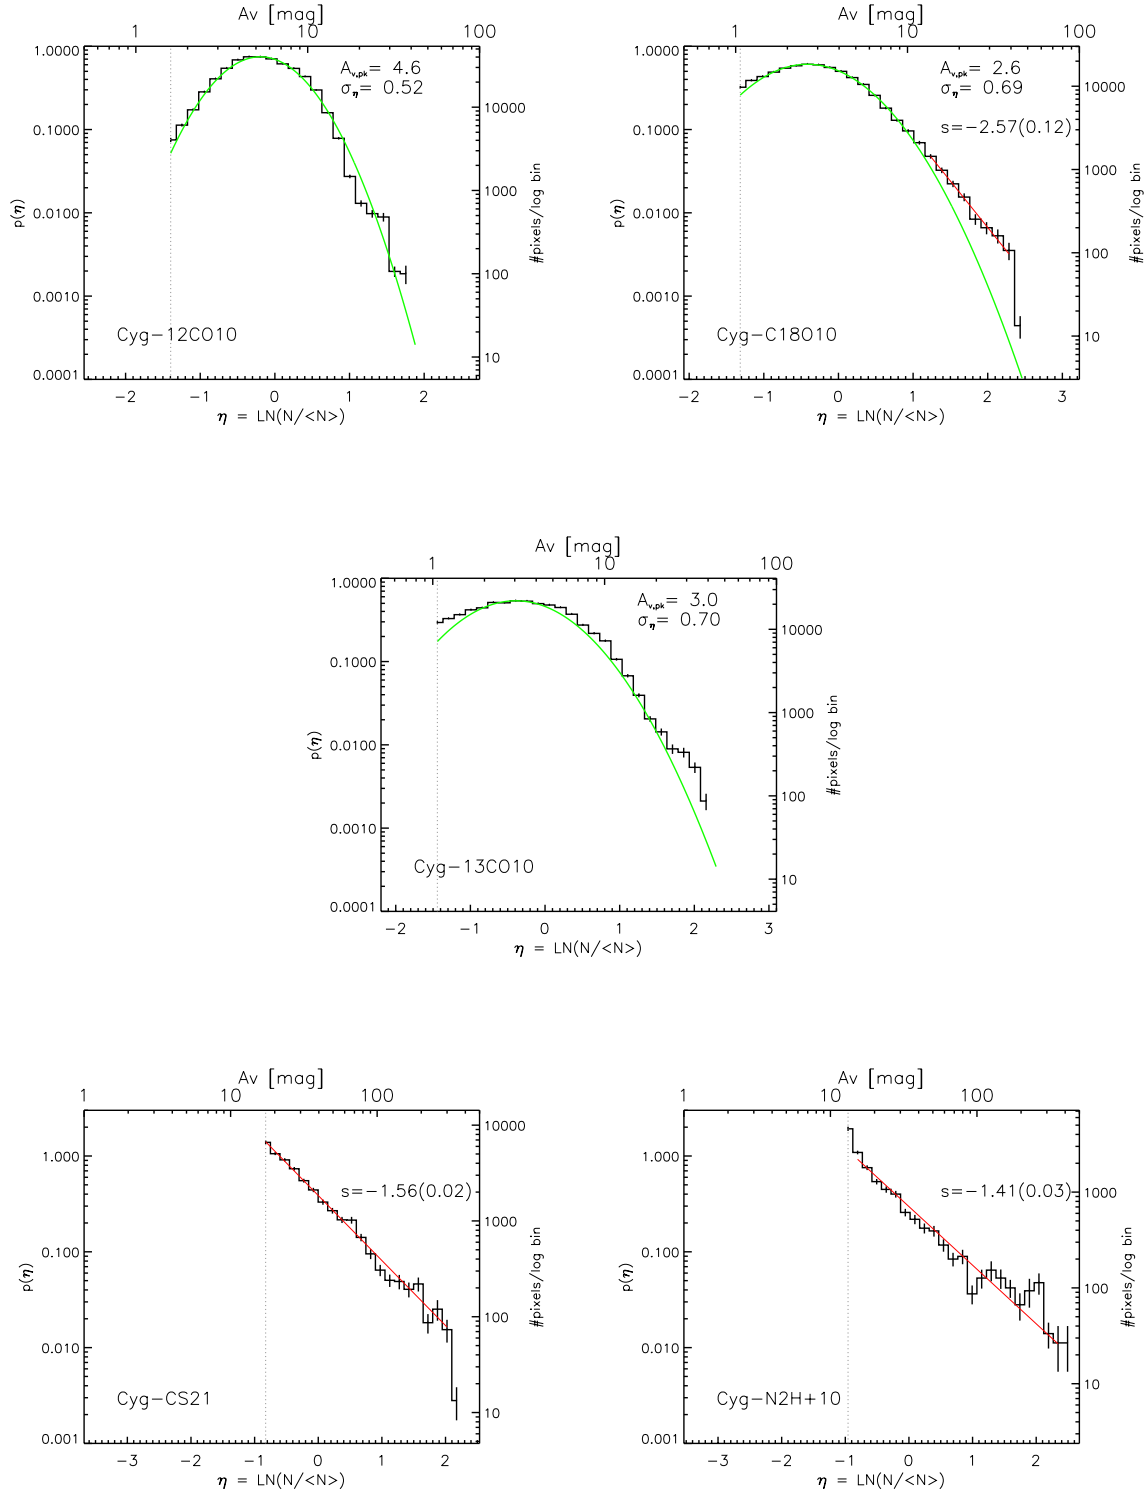 Av [mag]
1 10 100
1.0000
0.1000
0.0100
0.0010
0.0001
p(η)
A_v,pk = 4.6
σ_η = 0.52
Cyg−12CO10
10000
1000
100
10
#pixels/log bin
−2 −1 0 1 2
η = LN(N/<N>)
Av [mag]
1 10 100
1.0000
0.1000
0.0100
0.0010
0.0001
p(η)
A_v,pk = 2.6
σ_η = 0.69
s=−2.57(0.12)
Cyg−C18O10
10000
1000
100
10
#pixels/log bin
−2 −1 0 1 2 3
η = LN(N/<N>)
Av [mag]
1 10 100
1.0000
0.1000
0.0100
0.0010
0.0001
p(η)
A_v,pk = 3.0
σ_η = 0.70
Cyg−13CO10
10000
1000
100
10
#pixels/log bin
−2 −1 0 1 2 3
η = LN(N/<N>)
Av [mag]
1 10 100
1.000
0.100
0.010
0.001
p(η)
s=−1.56(0.02)
Cyg−CS21
10000
1000
100
10
#pixels/log bin
−3 −2 −1 0 1 2
η = LN(N/<N>)
Av [mag]
1 10 100
1.000
0.100
0.010
0.001
p(η)
s=−1.41(0.03)
Cyg−N2H+10
1000
100
10
#pixels/log bin
−3 −2 −1 0 1 2
η = LN(N/<N>)